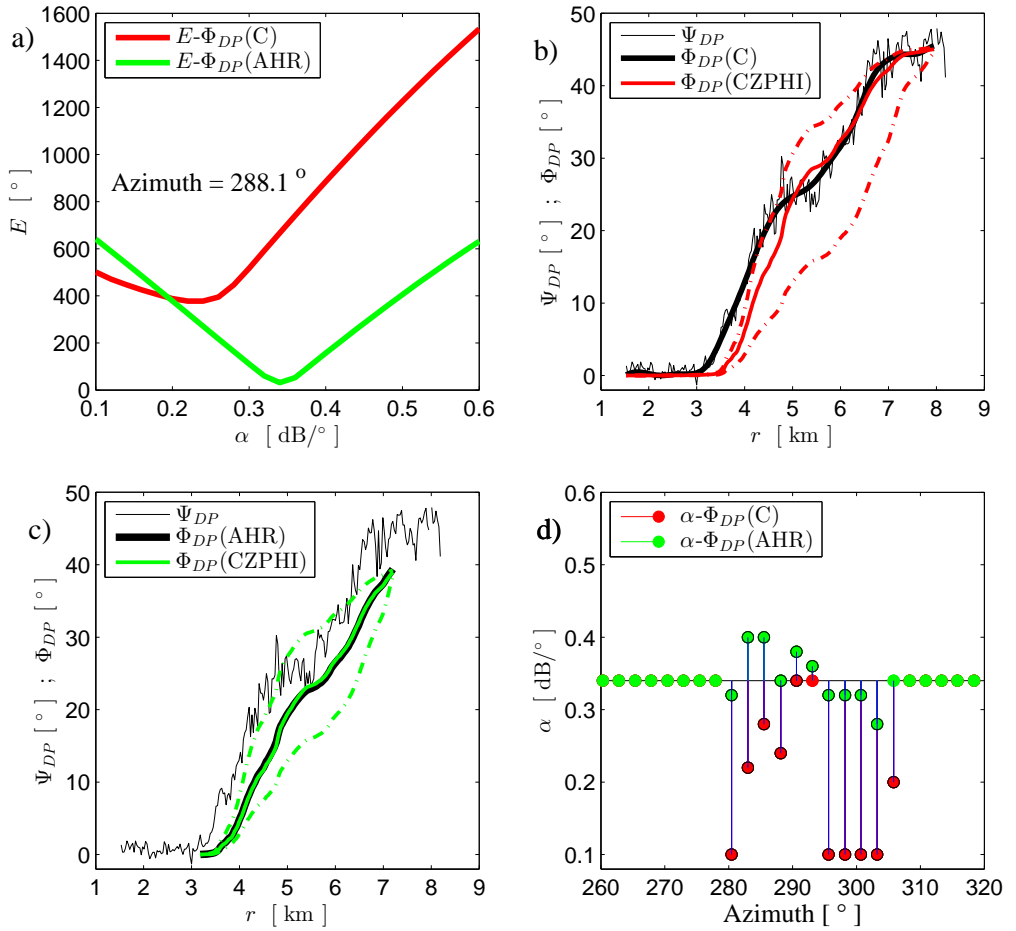 a)
E-Φ_DP(C)
E-Φ_DP(AHR)
Azimuth = 288.1 °
E [°]
1600
1400
1200
1000
800
600
400
200
0
0.1 0.2 0.3 0.4 0.5 0.6
α [ dB/° ]
b)
Ψ_DP
Φ_DP(C)
Φ_DP(CZPHI)
Ψ_DP [°] ; Φ_DP [°]
50
40
30
20
10
0
1 2 3 4 5 6 7 8 9
r [ km ]
c)
Ψ_DP
Φ_DP(AHR)
Φ_DP(CZPHI)
Ψ_DP [°] ; Φ_DP [°]
50
40
30
20
10
0
1 2 3 4 5 6 7 8 9
r [ km ]
d)
α-Φ_DP(C)
α-Φ_DP(AHR)
α [ dB/° ]
0.6
0.5
0.4
0.3
0.2
0.1
260 270 280 290 300 310 320
Azimuth [ ° ]